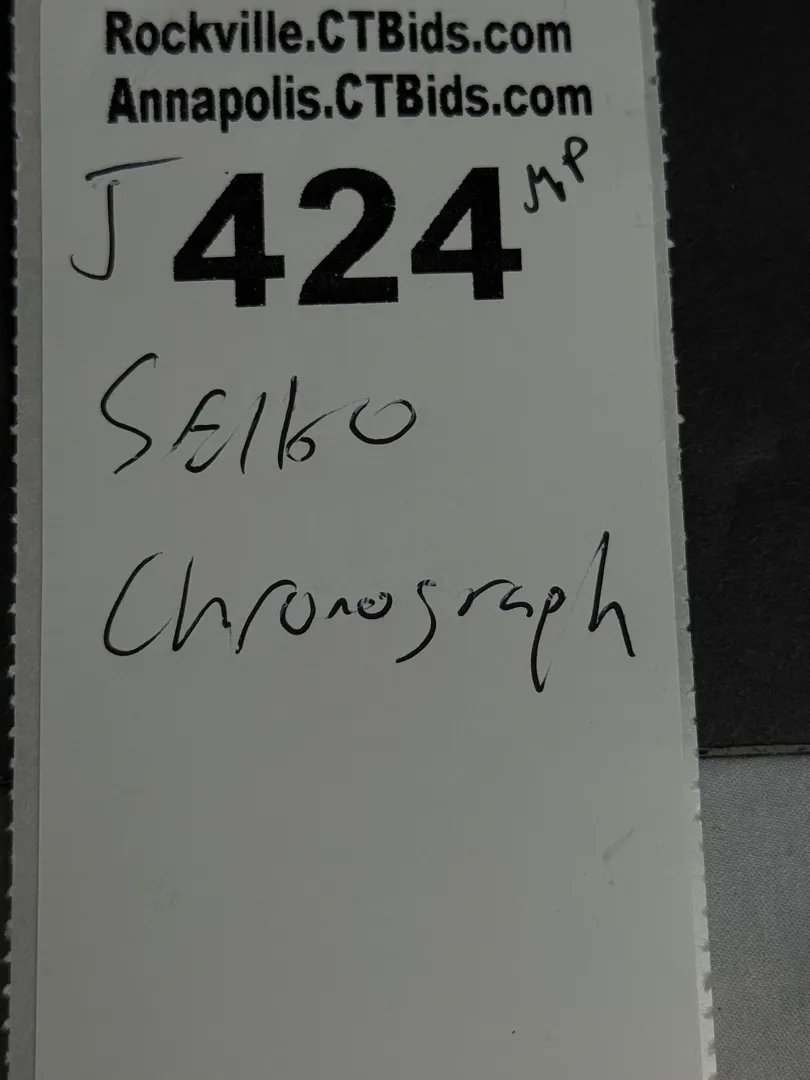 Rockville.CTBids.com
Annapolis.CTBids.com
J 424 MP
SEIKO
Chronograph